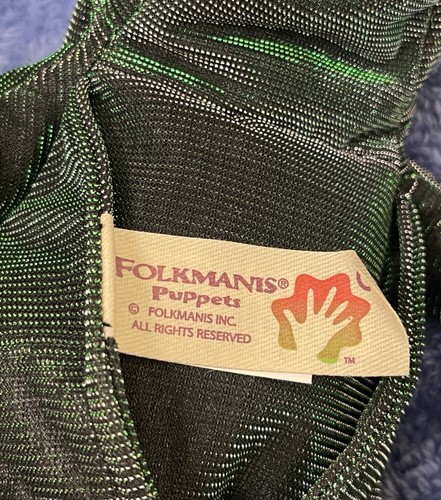 FOLKMANIS®
Puppets
© FOLKMANIS INC.
ALL RIGHTS RESERVED
™